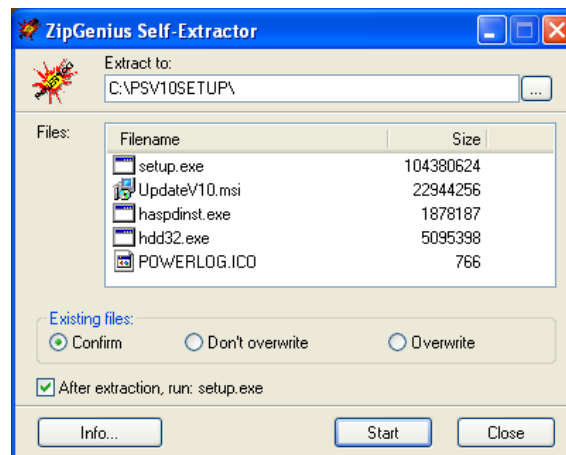 ZipGenius Self-Extractor
Extract to:
C:\PSV10SETUP\
...
Files:
Filename Size
setup.exe 104380624
UpdateV10.msi 22944256
haspdinst.exe 1878187
hdd32.exe 5095398
POWERLOG.ICO 766
Existing files:
Confirm Don't overwrite Overwrite
After extraction, run: setup.exe
Info... Start Close